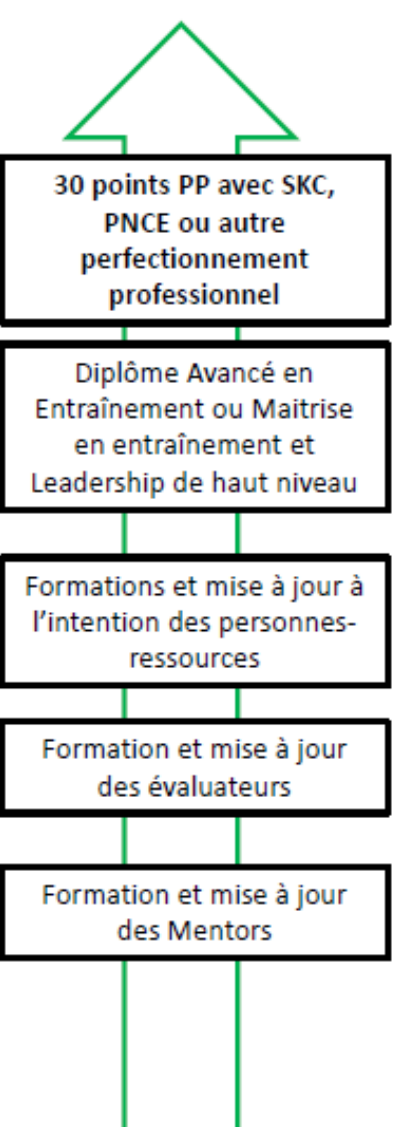 30 points PP avec SKC,
PNCE ou autre
perfectionnement
professionnel
Diplôme Avancé en
Entraînement ou Maitrise
en entraînement et
Leadership de haut niveau
Formations et mise à jour à
l'intention des personnes-
ressources
Formation et mise à jour
des évaluateurs
Formation et mise à jour
des Mentors